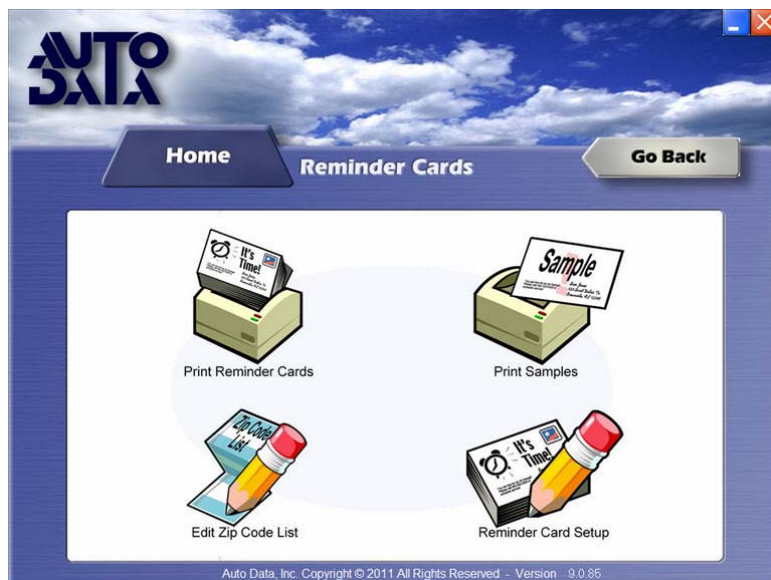 AUTO
DATA
Home
Reminder Cards
Go Back
It's
Time!
Sample
Print Reminder Cards
Print Samples
Zip Code
List
It's
Time!
Edit Zip Code List
Reminder Card Setup
Auto Data, Inc. Copyright © 2011 All Rights Reserved - Version 9.0.85